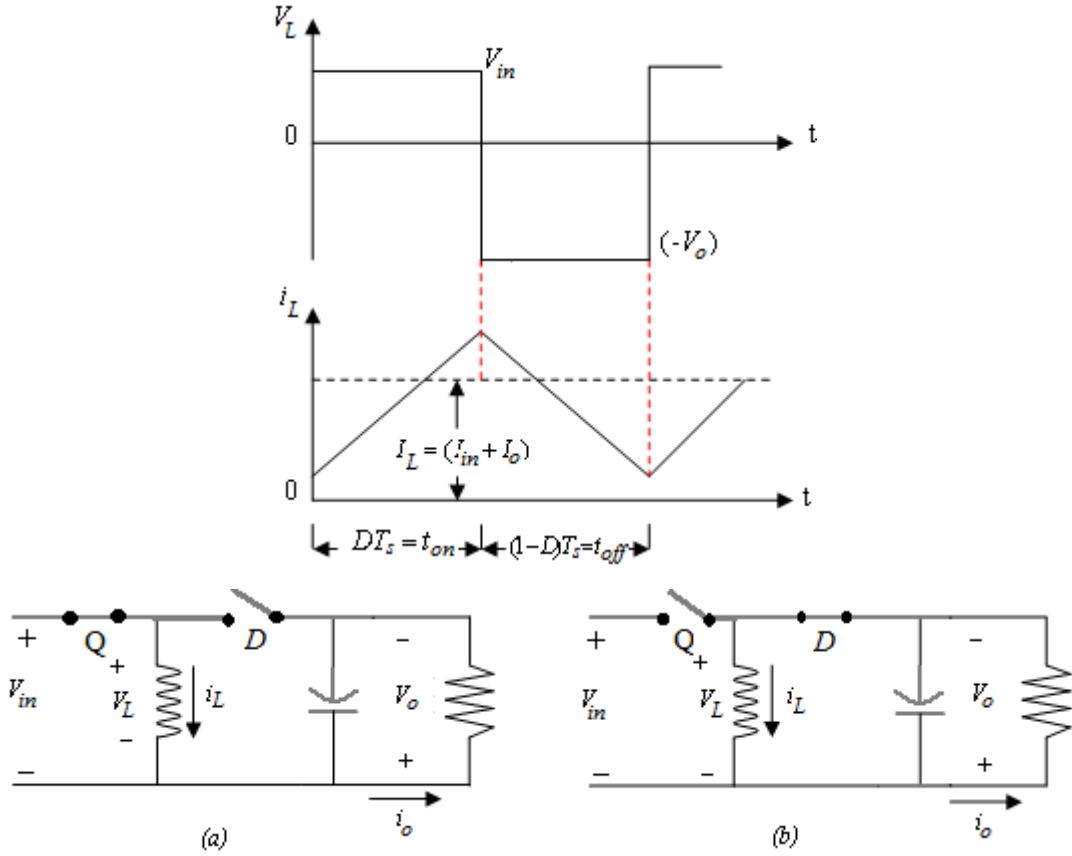 V_L
V_in
0
t
(-V_o)
i_L
I_L = (I_in + I_o)
0
t
DT_s = t_on
(1-D)T_s=t_off
+
Q
D
+
V_in
V_L
i_L
V_o
−
−
−
+
i_o
(a)
+
Q
D
+
V_in
V_L
i_L
V_o
−
−
−
+
i_o
(b)